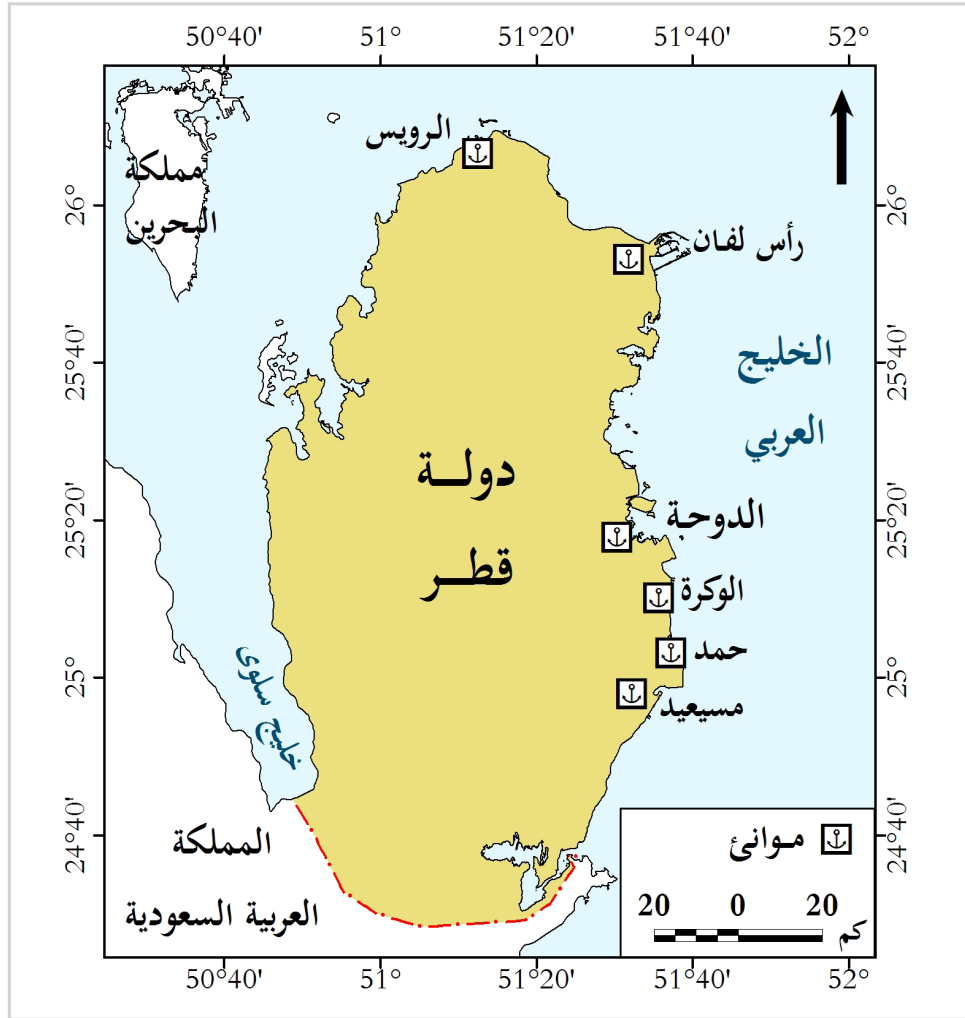 50°40' 51° 51°20' 51°40' 52°
الرويس
مملكة
البحرين
26° 26°
رأس لفان
الخليج
العربي
25°40' 25°40'
دولة
قطر
الدوحة
25°20' 25°20'
الوكرة
حمد
مسيعيد
25° 25°
خليج سلوى
المملكة
العربية السعودية
24°40' 24°40'
موانئ
20 0 20
كم
50°40' 51° 51°20' 51°40' 52°